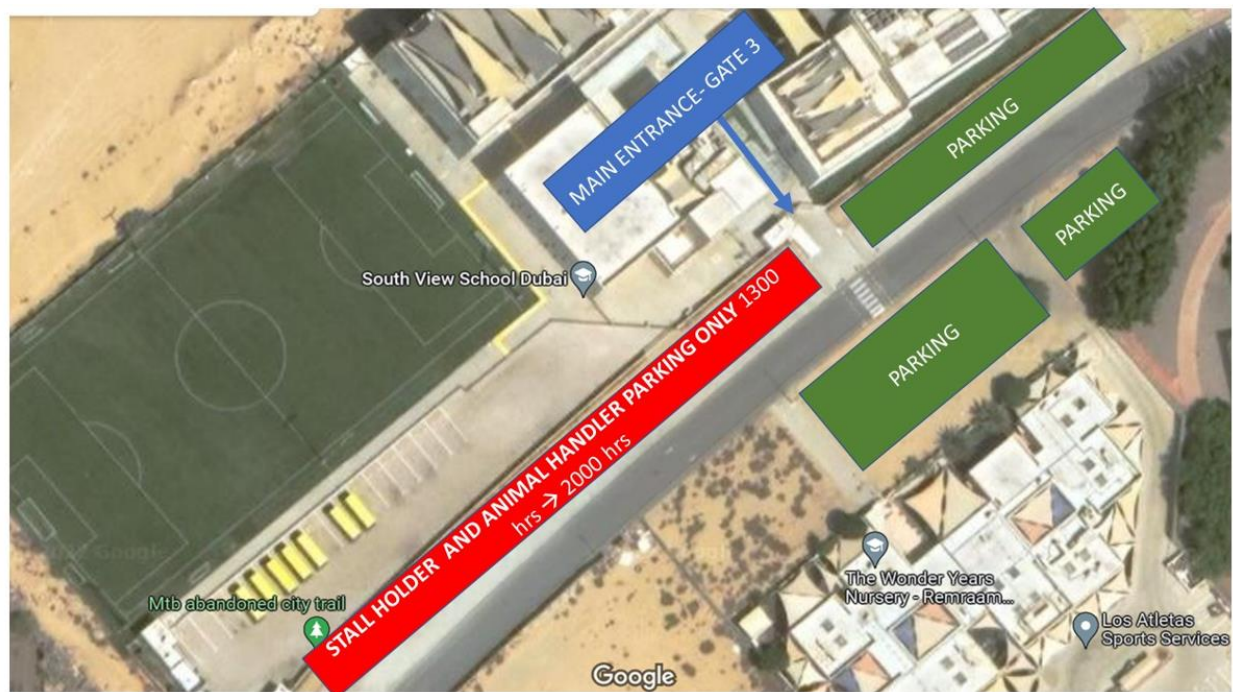 MAIN ENTRANCE- GATE 3
PARKING
PARKING
South View School Dubai
PARKING
STALL HOLDER AND ANIMAL HANDLER PARKING ONLY 1300
hrs → 2000 hrs
The Wonder Years
Nursery - Remraam...
Mtb abandoned city trail
Los Atletas
Sports Services
Google